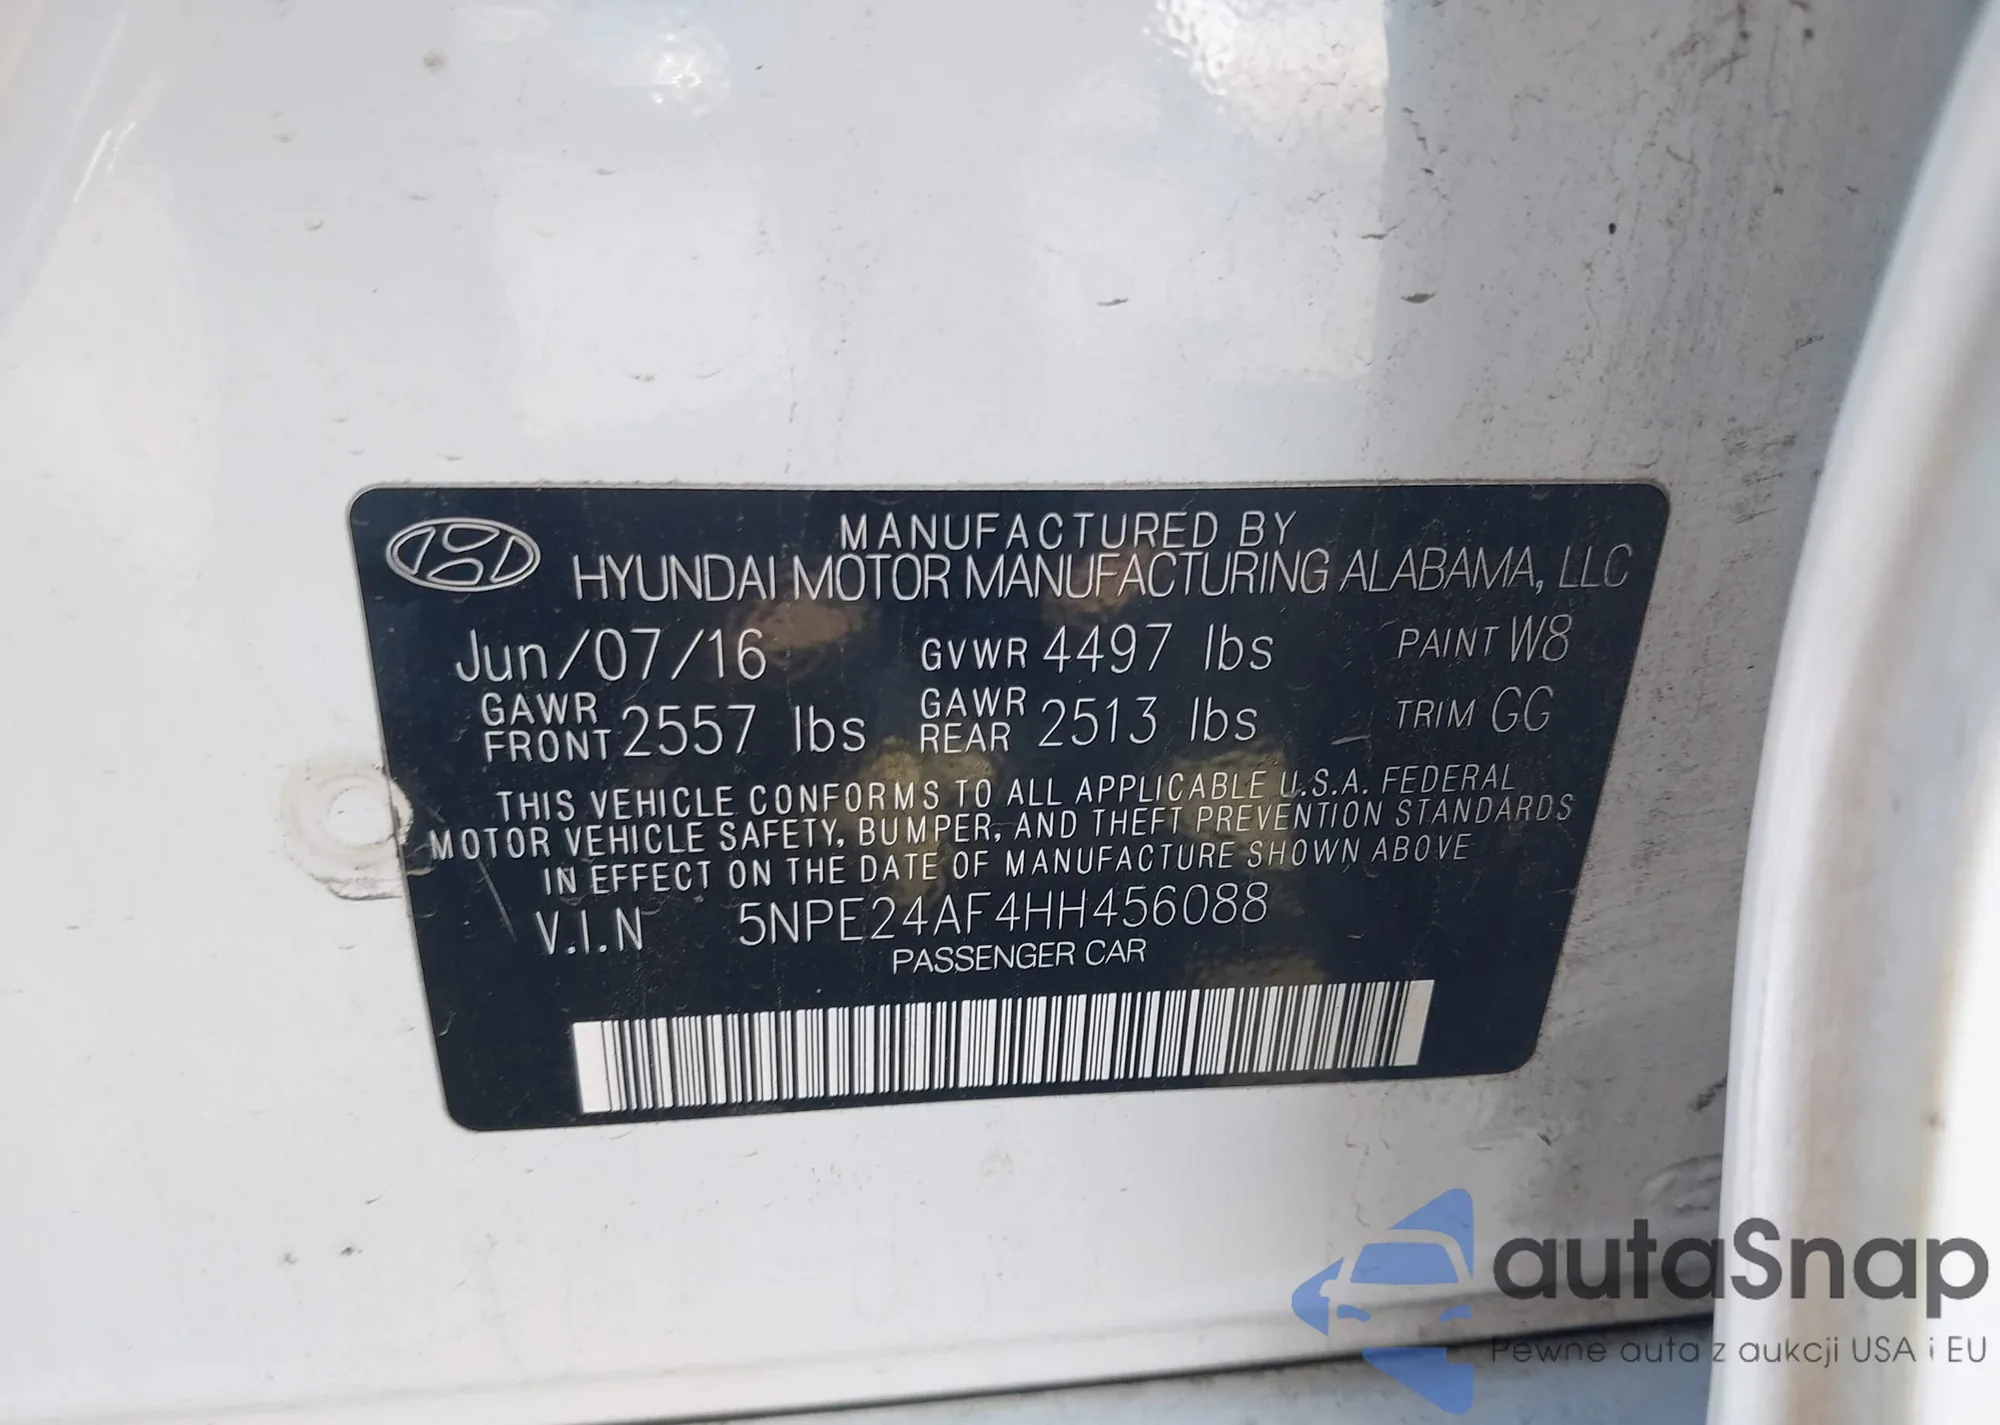 MANUFACTURED BY
HYUNDAI MOTOR MANUFACTURING ALABAMA, LLC
Jun/07/16 GVWR 4497 lbs PAINT W8
GAWR FRONT 2557 lbs GAWR REAR 2513 lbs TRIM GG
THIS VEHICLE CONFORMS TO ALL APPLICABLE U.S.A. FEDERAL
MOTOR VEHICLE SAFETY, BUMPER, AND THEFT PREVENTION STANDARDS
IN EFFECT ON THE DATE OF MANUFACTURE SHOWN ABOVE
V.I.N 5NPE24AF4HH456088
PASSENGER CAR
autaSnap
Pewne auta z aukcji USA i EU